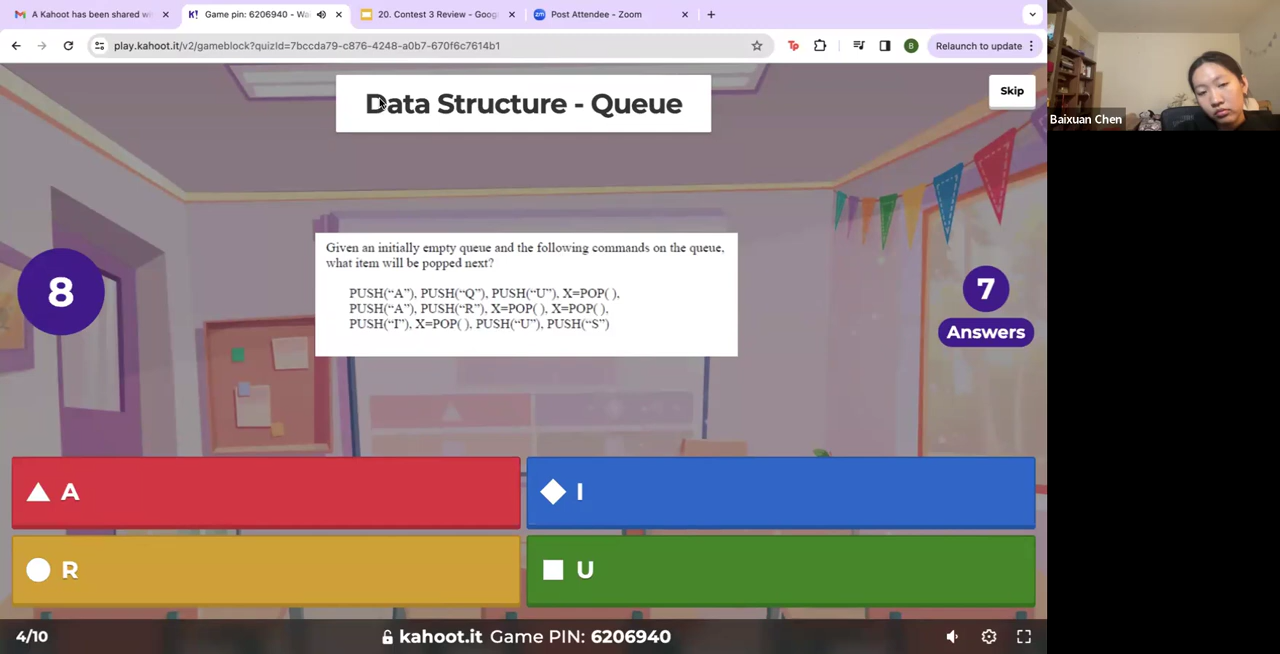 A Kahoot has been shared wi
Game pin: 6206940 - Wa
20. Contest 3 Review - Goog
Post Attendee - Zoom
play.kahoot.it/v2/gameblock?quizId=7bccda79-c876-4248-a0b7-670f6c7614b1
Relaunch to update
Data Structure - Queue
Skip
Baixuan Chen
Given an initially empty queue and the following commands on the queue,
what item will be popped next?
PUSH("A"), PUSH("Q"), PUSH("U"), X=POP( ),
PUSH("A"), PUSH("R"), X=POP( ), X=POP( ),
PUSH("I"), X=POP( ), PUSH("U"), PUSH("S")
8
7
Answers
A
I
R
U
4/10
kahoot.it Game PIN: 6206940